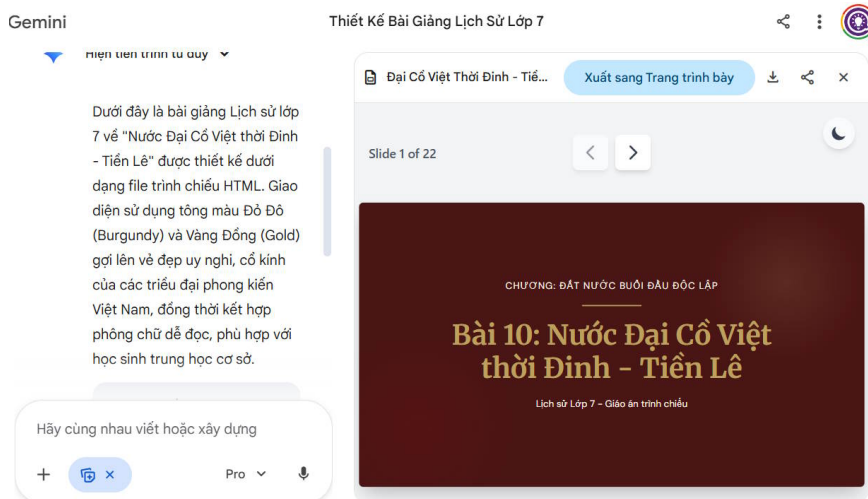 Gemini
Thiết Kế Bài Giảng Lịch Sử Lớp 7
Hiện tiến trình tư duy
Dưới đây là bài giảng Lịch sử lớp
7 về "Nước Đại Cồ Việt thời Đinh
- Tiền Lê" được thiết kế dưới
dạng file trình chiếu HTML. Giao
diện sử dụng tông màu Đỏ Đô
(Burgundy) và Vàng Đồng (Gold)
gợi lên vẻ đẹp uy nghi, cổ kính
của các triều đại phong kiến
Việt Nam, đồng thời kết hợp
phông chữ dễ đọc, phù hợp với
học sinh trung học cơ sở.
Hãy cùng nhau viết hoặc xây dựng
Pro
Đại Cồ Việt Thời Đinh - Tiề...
Xuất sang Trang trình bày
Slide 1 of 22
CHƯƠNG: ĐẤT NƯỚC BUỔI ĐẦU ĐỘC LẬP
Bài 10: Nước Đại Cồ Việt
thời Đinh - Tiền Lê
Lịch sử Lớp 7 - Giáo án trình chiếu